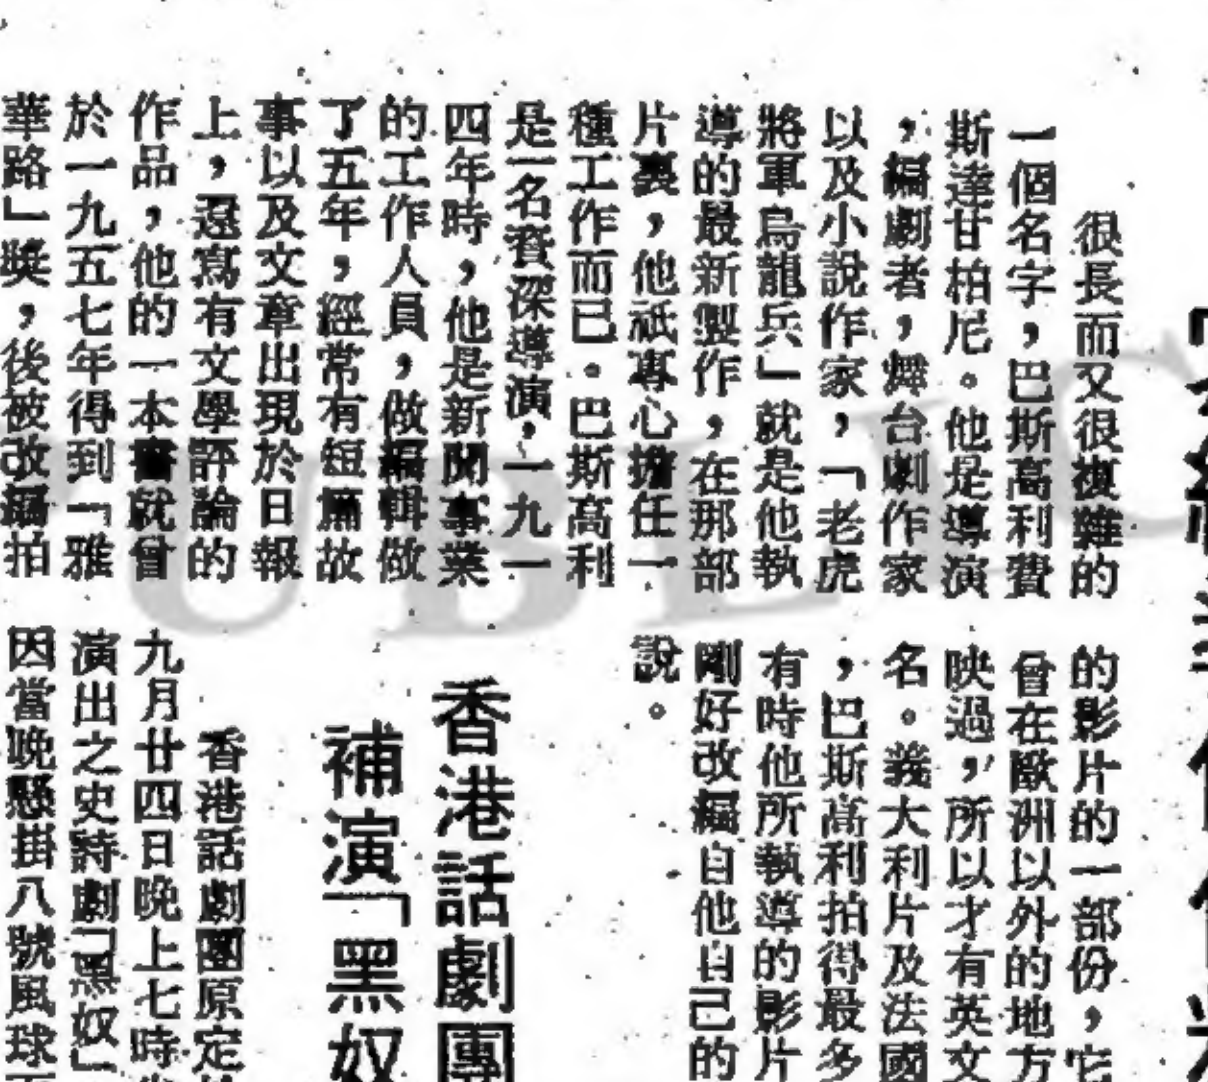 很長而又很複雜的
一個名字，巴斯高利費
斯達甘柏尼。他是導演
，編劇者，舞台劇作家
以及小說作家，「老虎
將軍烏龍兵」就是他執
導的最新製作，在那部
片裏，他祇專心擔任一
種工作而已。巴斯高利
是一名資深導演，一九一
四年時，他是新聞事業
的工作人員，做編輯做
了五年，經常有短篇故
事以及文章出現於日報
上，還寫有文學評論的
作品，他的一本書就曾
於一九五七年得到「雅
華路」獎，後被改編拍
的影片的一部份，它
曾在歐洲以外的地方
映過，所以才有英文
名。義大利片及法國
，巴斯高利拍得最多
有時他所執導的影片
剛好改編自他自己的
說。
香港話劇團
補演「黑奴
香港話劇團原定
九月廿四日晚上七時
演出之史詩劇「黑奴」
因當晚懸掛八號風球
PUBLIC